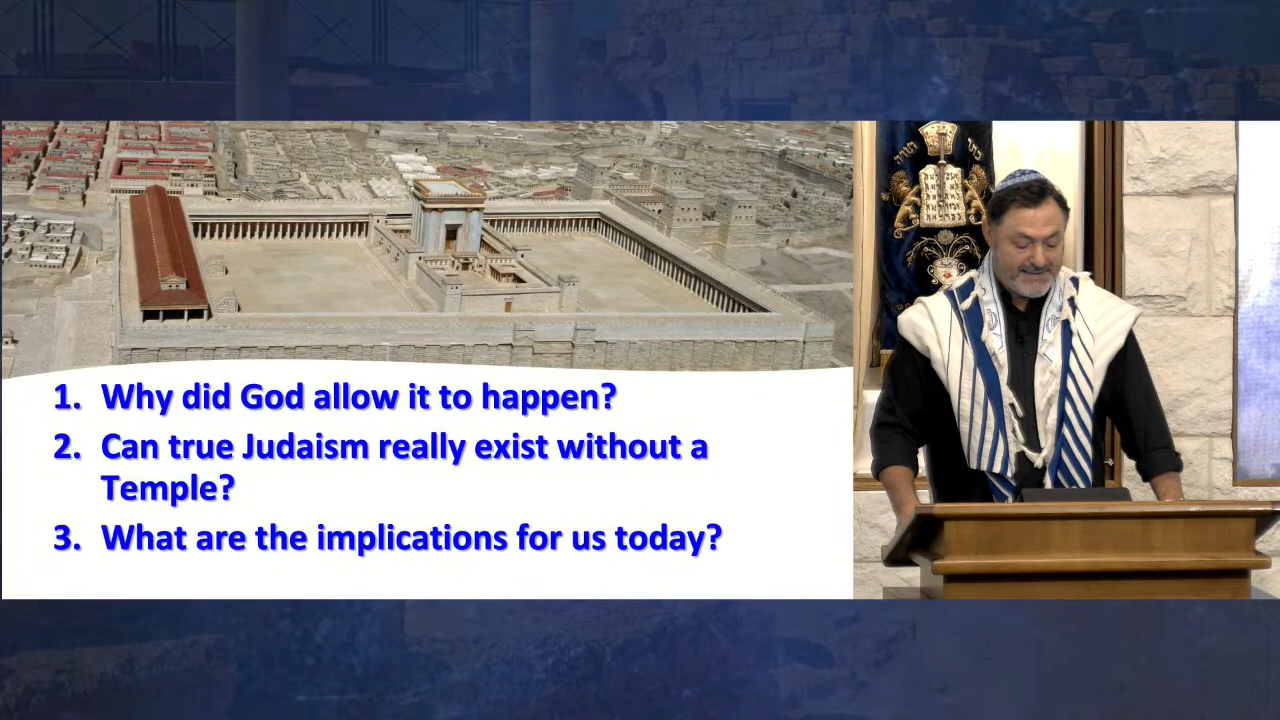 1. Why did God allow it to happen?
2. Can true Judaism really exist without a
Temple?
3. What are the implications for us today?